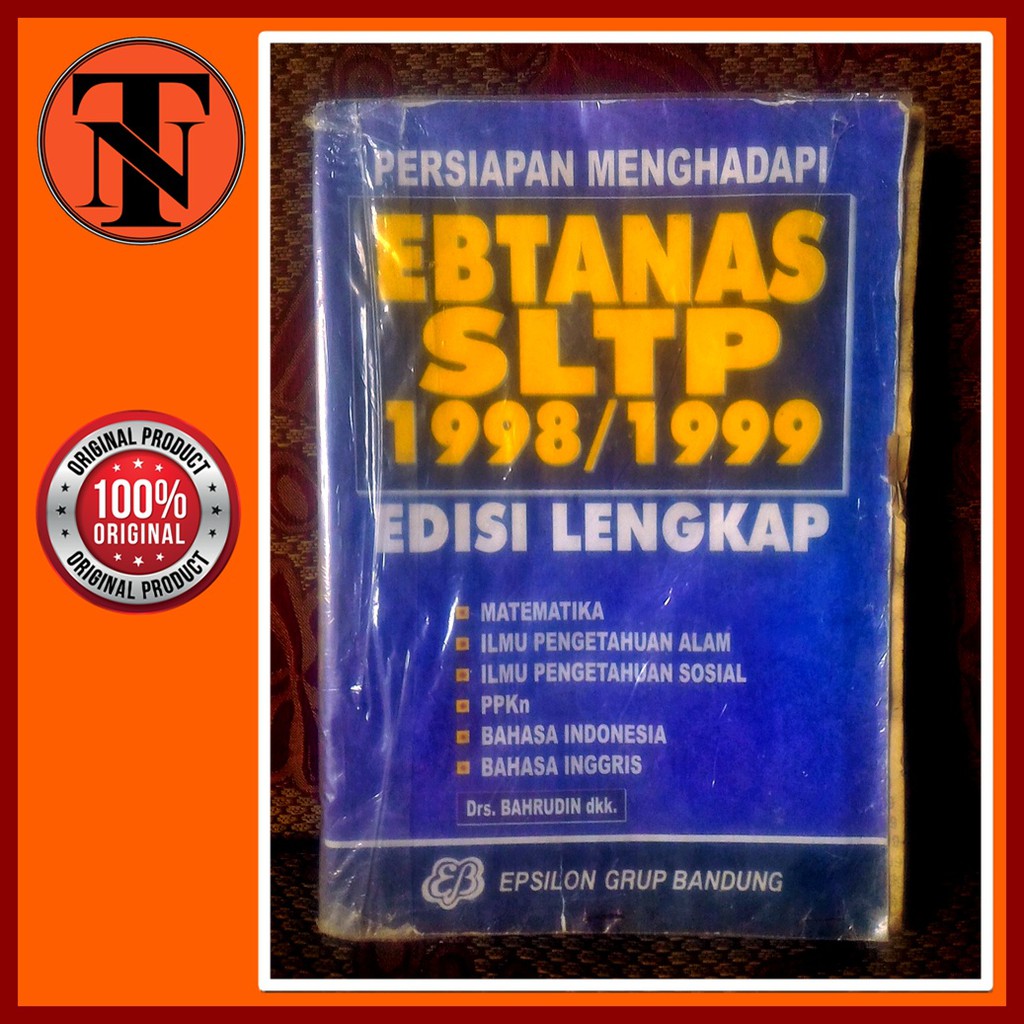 TN
ORIGINAL PRODUCT
100%
ORIGINAL
ORIGINAL PRODUCT
PERSIAPAN MENGHADAPI
EBTANAS
SLTP
1998/1999
EDISI LENGKAP
MATEMATIKA
ILMU PENGETAHUAN ALAM
ILMU PENGETAHUAN SOSIAL
PPKn
BAHASA INDONESIA
BAHASA INGGRIS
Drs. BAHRUDIN dkk.
EB EPSILON GRUP BANDUNG